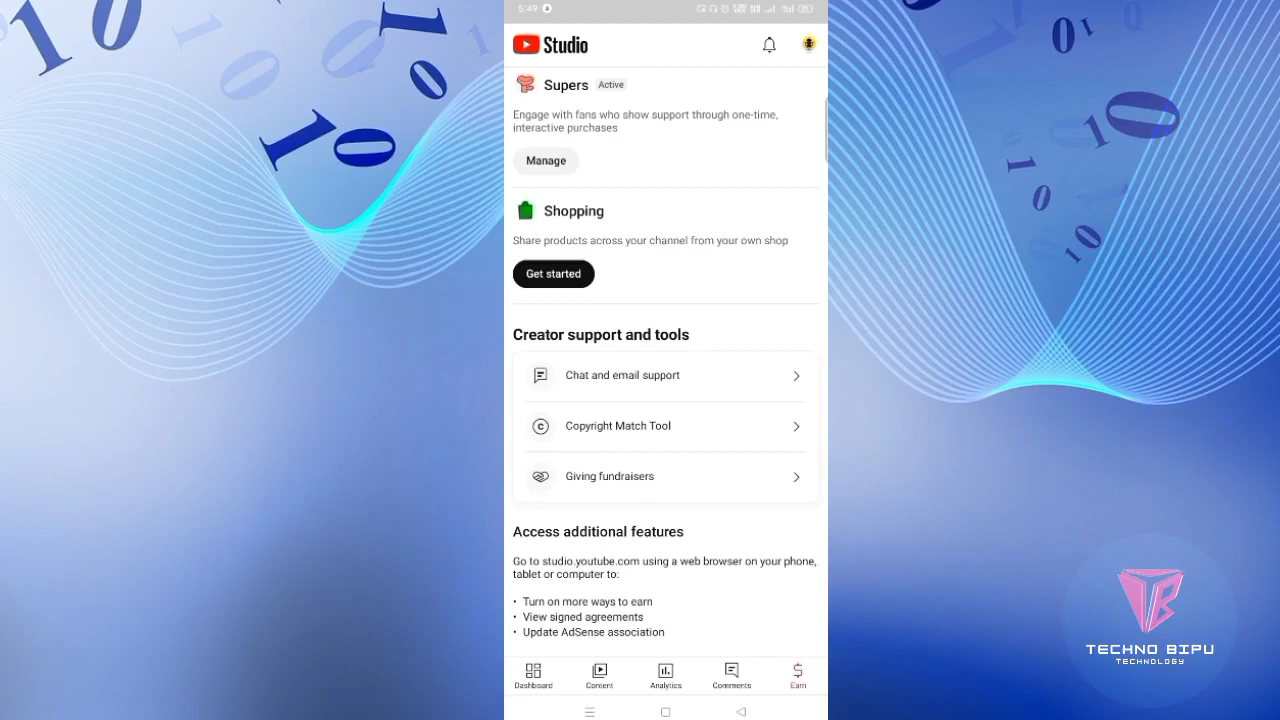 5:49
Studio
Supers Active
Engage with fans who show support through one-time,
interactive purchases
Manage
Shopping
Share products across your channel from your own shop
Get started
Creator support and tools
Chat and email support
Copyright Match Tool
Giving fundraisers
Access additional features
Go to studio.youtube.com using a web browser on your phone,
tablet or computer to:
• Turn on more ways to earn
• View signed agreements
• Update AdSense association
Dashboard Content Analytics Comments Earn
TECHNO BIPU
TECHNOLOGY